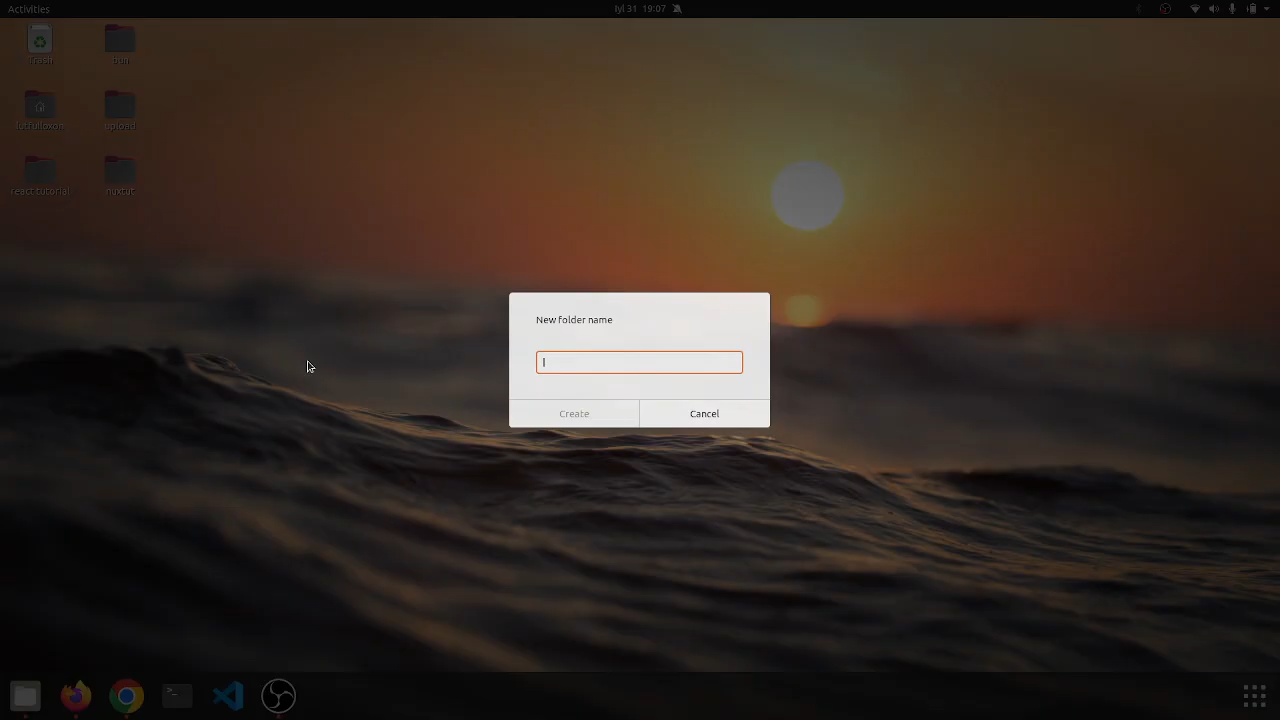 Activities
Iyl 31 19:07
Trash
bun
lutfulloxon
upload
react.tutorial
nuxtut
New folder name
Create
Cancel